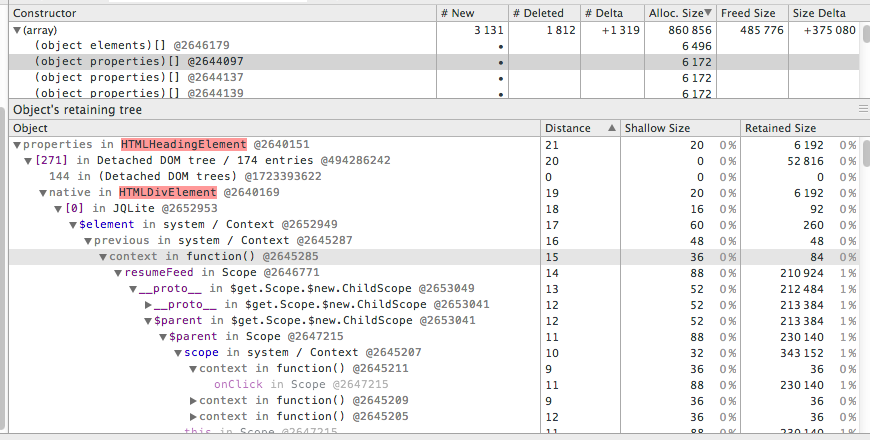 Constructor # New # Deleted # Delta Alloc. Size▼ Freed Size Size Delta
▼(array) 3 131 1 812 +1 319 860 856 485 776 +375 080
(object elements)[] @2646179 • 6 496
(object properties)[] @2644097 • 6 172
(object properties)[] @2644137 • 6 172
(object properties)[] @2644139 • 6 172
Object's retaining tree
Object Distance ▲ Shallow Size Retained Size
▼properties in HTMLHeadingElement @2640151 21 20 0% 6 192 0%
▼[271] in Detached DOM tree / 174 entries @494286242 20 0 0% 52 816 0%
144 in (Detached DOM trees) @1723393622 0 0 0% 0 0%
▼native in HTMLDivElement @2640169 19 20 0% 6 192 0%
▼[0] in JQLite @2652953 18 16 0% 92 0%
▼$element in system / Context @2652949 17 60 0% 260 0%
▼previous in system / Context @2645287 16 48 0% 48 0%
▼context in function() @2645285 15 36 0% 84 0%
▼resumeFeed in Scope @2646771 14 88 0% 210 924 1%
▼__proto__ in $get.Scope.$new.ChildScope @2653049 13 52 0% 212 484 1%
▶__proto__ in $get.Scope.$new.ChildScope @2653041 12 52 0% 213 384 1%
▼$parent in $get.Scope.$new.ChildScope @2653041 12 52 0% 213 384 1%
▼$parent in Scope @2647215 11 88 0% 230 140 1%
▼scope in system / Context @2645207 10 32 0% 343 152 1%
▼context in function() @2645211 9 36 0% 36 0%
onClick in Scope @2647215 11 88 0% 230 140 1%
▶context in function() @2645209 9 36 0% 36 0%
▶context in function() @2645205 12 36 0% 36 0%
this in Scope @2647215 11 88 0% 230 140 1%